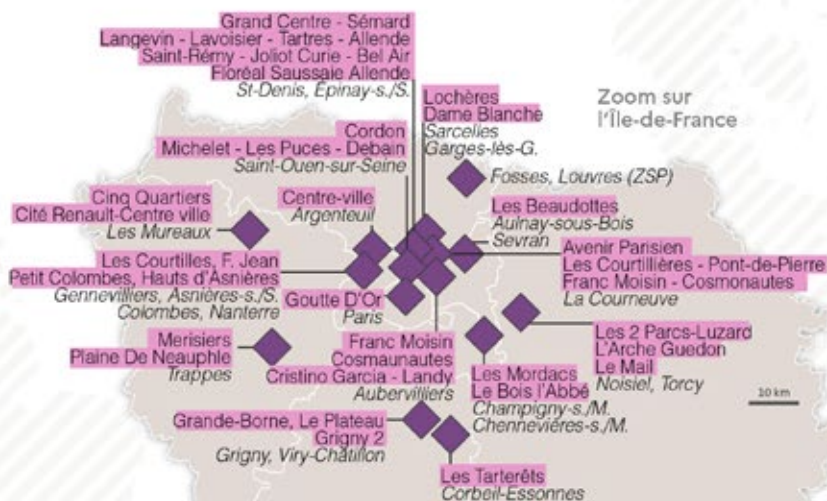 Grand Centre - Sémard
Langevin - Lavoisier - Tartres - Allende
Saint-Rémy - Joliot Curie - Bel Air
Floréal Saussaie Allende
St-Denis, Épinay-s./S.
Lochères
Dame Blanche
Sarcelles
Garges-lès-G.
Zoom sur
l'Île-de-France
Cordon
Michelet - Les Puces - Debain
Saint-Ouen-sur-Seine
Fosses, Louvres (ZSP)
Cinq Quartiers
Cité Renault-Centre ville
Les Mureaux
Centre-ville
Argenteuil
Les Beaudottes
Aulnay-sous-Bois
Sevran
Avenir Parisien
Les Courtillières - Pont-de-Pierre
Franc Moisin - Cosmonautes
La Courneuve
Les Courtilles, F. Jean
Petit Colombes, Hauts d'Asnières
Gennevilliers, Asnières-s./S.
Colombes, Nanterre
Goutte D'Or
Paris
Merisiers
Plaine De Neauphle
Trappes
Franc Moisin
Cosmaunautes
Cristino Garcia - Landy
Aubervilliers
Les Mordacs
Le Bois l'Abbé
Champigny-s./M.
Chennevières-s./M.
Les 2 Parcs-Luzard
L'Arche Guedon
Le Mail
Noisiel, Torcy
10 km
Grande-Borne, Le Plateau
Grigny 2
Grigny, Viry-Châtillon
Les Tarterêts
Corbeil-Essonnes